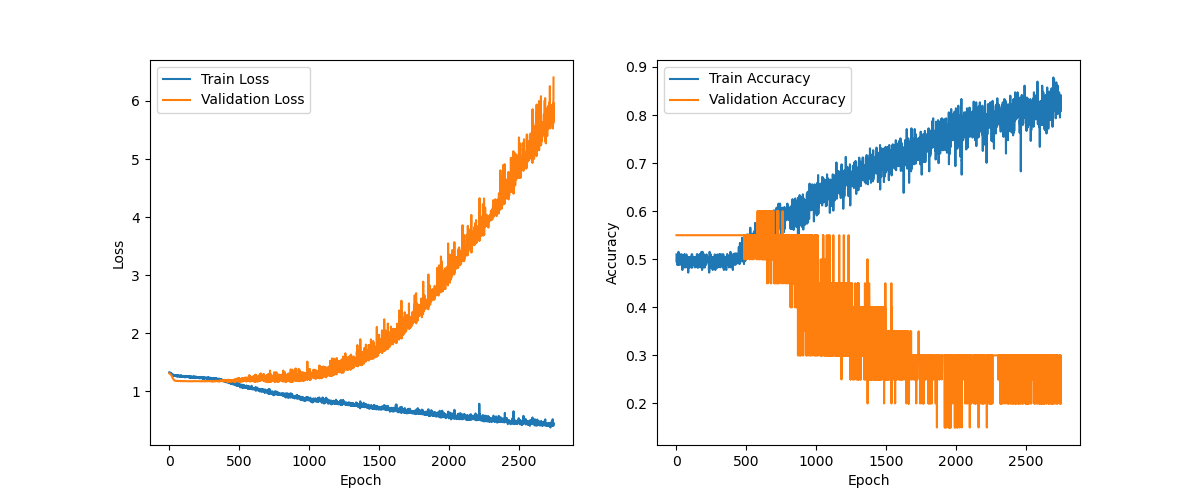 Train Loss
Validation Loss
6
5
4
3
2
1
0 500 1000 1500 2000 2500
Epoch
Loss
Train Accuracy
Validation Accuracy
0.9
0.8
0.7
0.6
0.5
0.4
0.3
0.2
0 500 1000 1500 2000 2500
Epoch
Accuracy